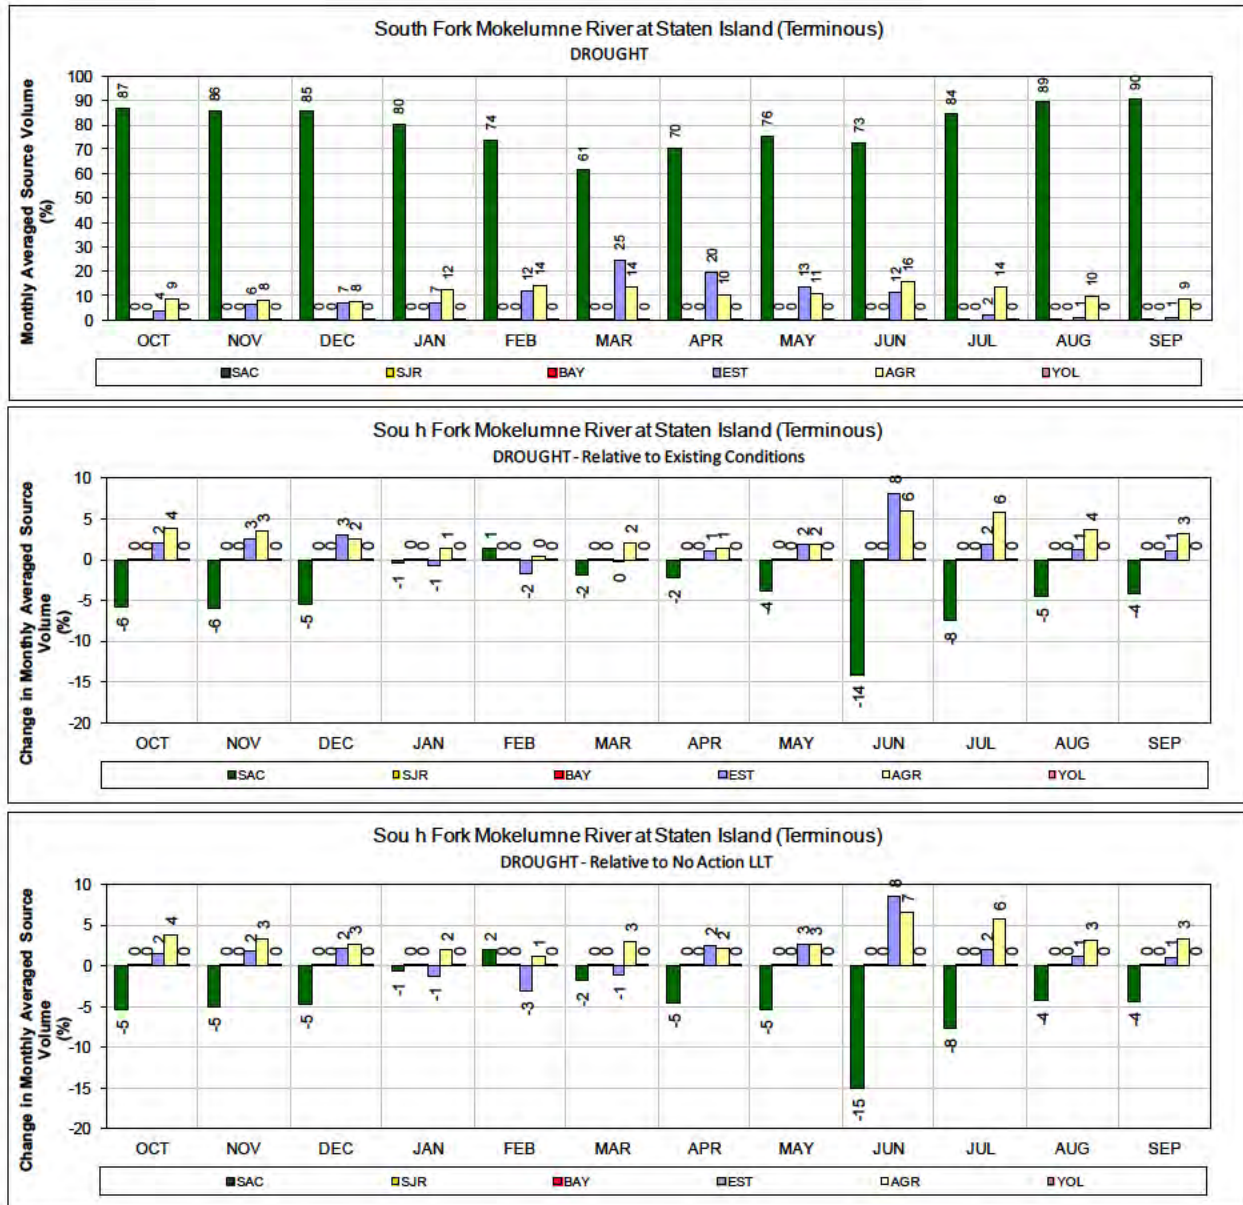 South Fork Mokelumne River at Staten Island (Terminous)
DROUGHT
Monthly Averaged Source Volume
(%)
100
90
80
70
60
50
40
30
20
10
0
87 0 0 4 9 0
86 0 0 6 8 0
85 0 0 7 8 0
80 0 0 7 12 0
74 0 0 12 14 0
61 0 0 25 14 0
70 0 0 20 10 0
76 0 0 13 11 0
73 0 0 12 16 0
84 0 0 2 14 0
89 0 0 1 10 0
90 0 0 1 9 0
OCT NOV DEC JAN FEB MAR APR MAY JUN JUL AUG SEP
SAC SJR BAY EST AGR YOL
Sou h Fork Mokelumne River at Staten Island (Terminous)
DROUGHT - Relative to Existing Conditions
Change in Monthly Averaged Source
Volume
(%)
10
5
0
-5
-10
-15
-20
-6 0 0 2 4 0
-6 0 0 3 3 0
-5 0 0 3 2 0
-1 0 0 -1 1 0
1 0 0 -2 0 0
-2 0 0 0 2 0
-2 0 0 1 1 0
-4 0 0 2 2 0
-14 0 0 8 6 0
-8 0 0 2 6 0
-5 0 0 1 4 0
-4 0 0 1 3 0
OCT NOV DEC JAN FEB MAR APR MAY JUN JUL AUG SEP
SAC SJR BAY EST AGR YOL
Sou h Fork Mokelumne River at Staten Island (Terminous)
DROUGHT - Relative to No Action LLT
Change in Monthly Averaged Source
Volume
(%)
10
5
0
-5
-10
-15
-20
-5 0 0 2 4 0
-5 0 0 2 3 0
-5 0 0 2 3 0
-1 0 0 -1 2 0
2 0 0 -3 1 0
-2 0 0 -1 3 0
-5 0 0 2 2 0
-5 0 0 3 3 0
-15 0 0 8 7 0
-8 0 0 2 6 0
-4 0 0 1 3 0
-4 0 0 1 3 0
OCT NOV DEC JAN FEB MAR APR MAY JUN JUL AUG SEP
SAC SJR BAY EST AGR YOL